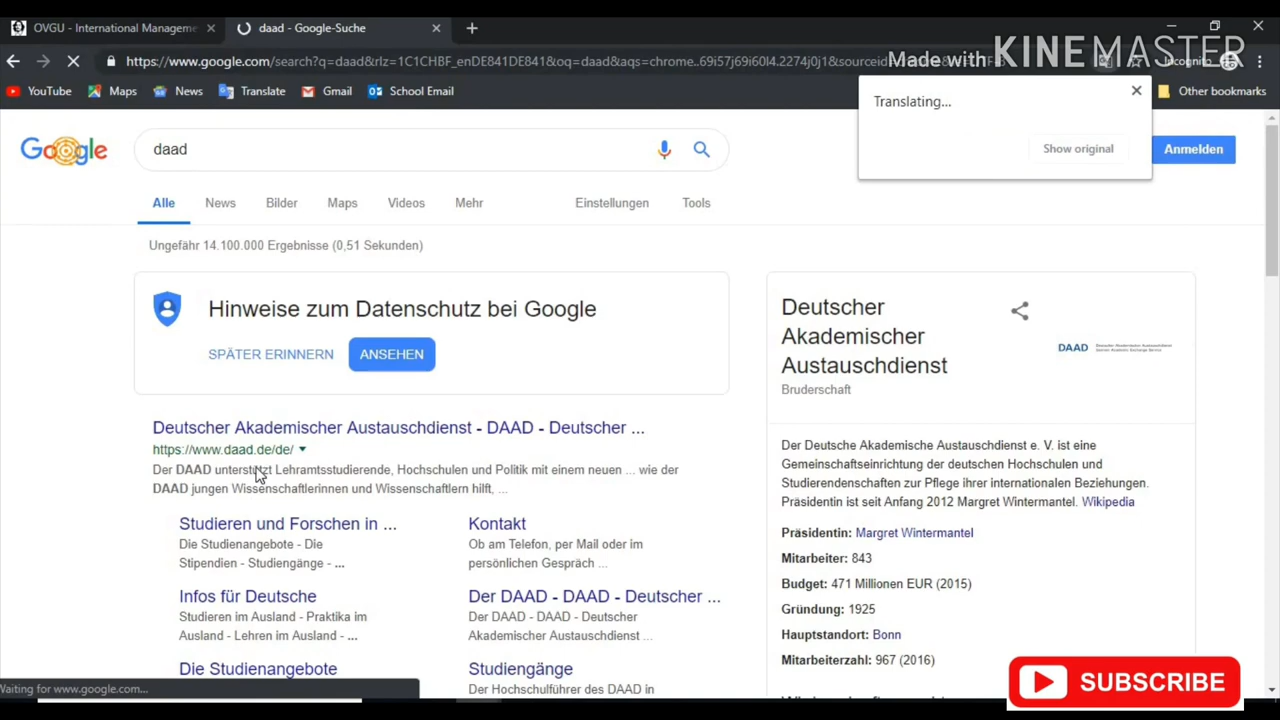 OVGU - International Manageme
daad - Google-Suche
https://www.google.com/search?q=daad&rlz=1C1CHBF_enDE841DE841&oq=daad&aqs=chrome..69i57j69i60l4.2274j0j1&sourceid
Made with KINEMASTER
YouTube
Maps
News
Translate
Gmail
School Email
Other bookmarks
Translating...
Show original
Google
daad
Anmelden
Alle
News
Bilder
Maps
Videos
Mehr
Einstellungen
Tools
Ungefähr 14.100.000 Ergebnisse (0,51 Sekunden)
Hinweise zum Datenschutz bei Google
SPÄTER ERINNERN
ANSEHEN
Deutscher Akademischer Austauschdienst - DAAD - Deutscher ...
https://www.daad.de/de/
Der DAAD unterstützt Lehramtsstudierende, Hochschulen und Politik mit einem neuen ... wie der
DAAD jungen Wissenschaftlerinnen und Wissenschaftlern hilft, ...
Studieren und Forschen in ...
Die Studienangebote - Die
Stipendien - Studiengänge - ...
Kontakt
Ob am Telefon, per Mail oder im
persönlichen Gespräch ...
Infos für Deutsche
Studieren im Ausland - Praktika im
Ausland - Lehren im Ausland - ...
Der DAAD - DAAD - Deutscher ...
Der DAAD - DAAD - Deutscher
Akademischer Austauschdienst ...
Die Studienangebote
Studiengänge
Der Hochschulführer des DAAD in
Deutscher
Akademischer
Austauschdienst
Bruderschaft
DAAD
Der Deutsche Akademische Austauschdienst e. V. ist eine
Gemeinschaftseinrichtung der deutschen Hochschulen und
Studierendenschaften zur Pflege ihrer internationalen Beziehungen.
Präsidentin ist seit Anfang 2012 Margret Wintermantel. Wikipedia
Präsidentin: Margret Wintermantel
Mitarbeiter: 843
Budget: 471 Millionen EUR (2015)
Gründung: 1925
Hauptstandort: Bonn
Mitarbeiterzahl: 967 (2016)
Waiting for www.google.com...
SUBSCRIBE